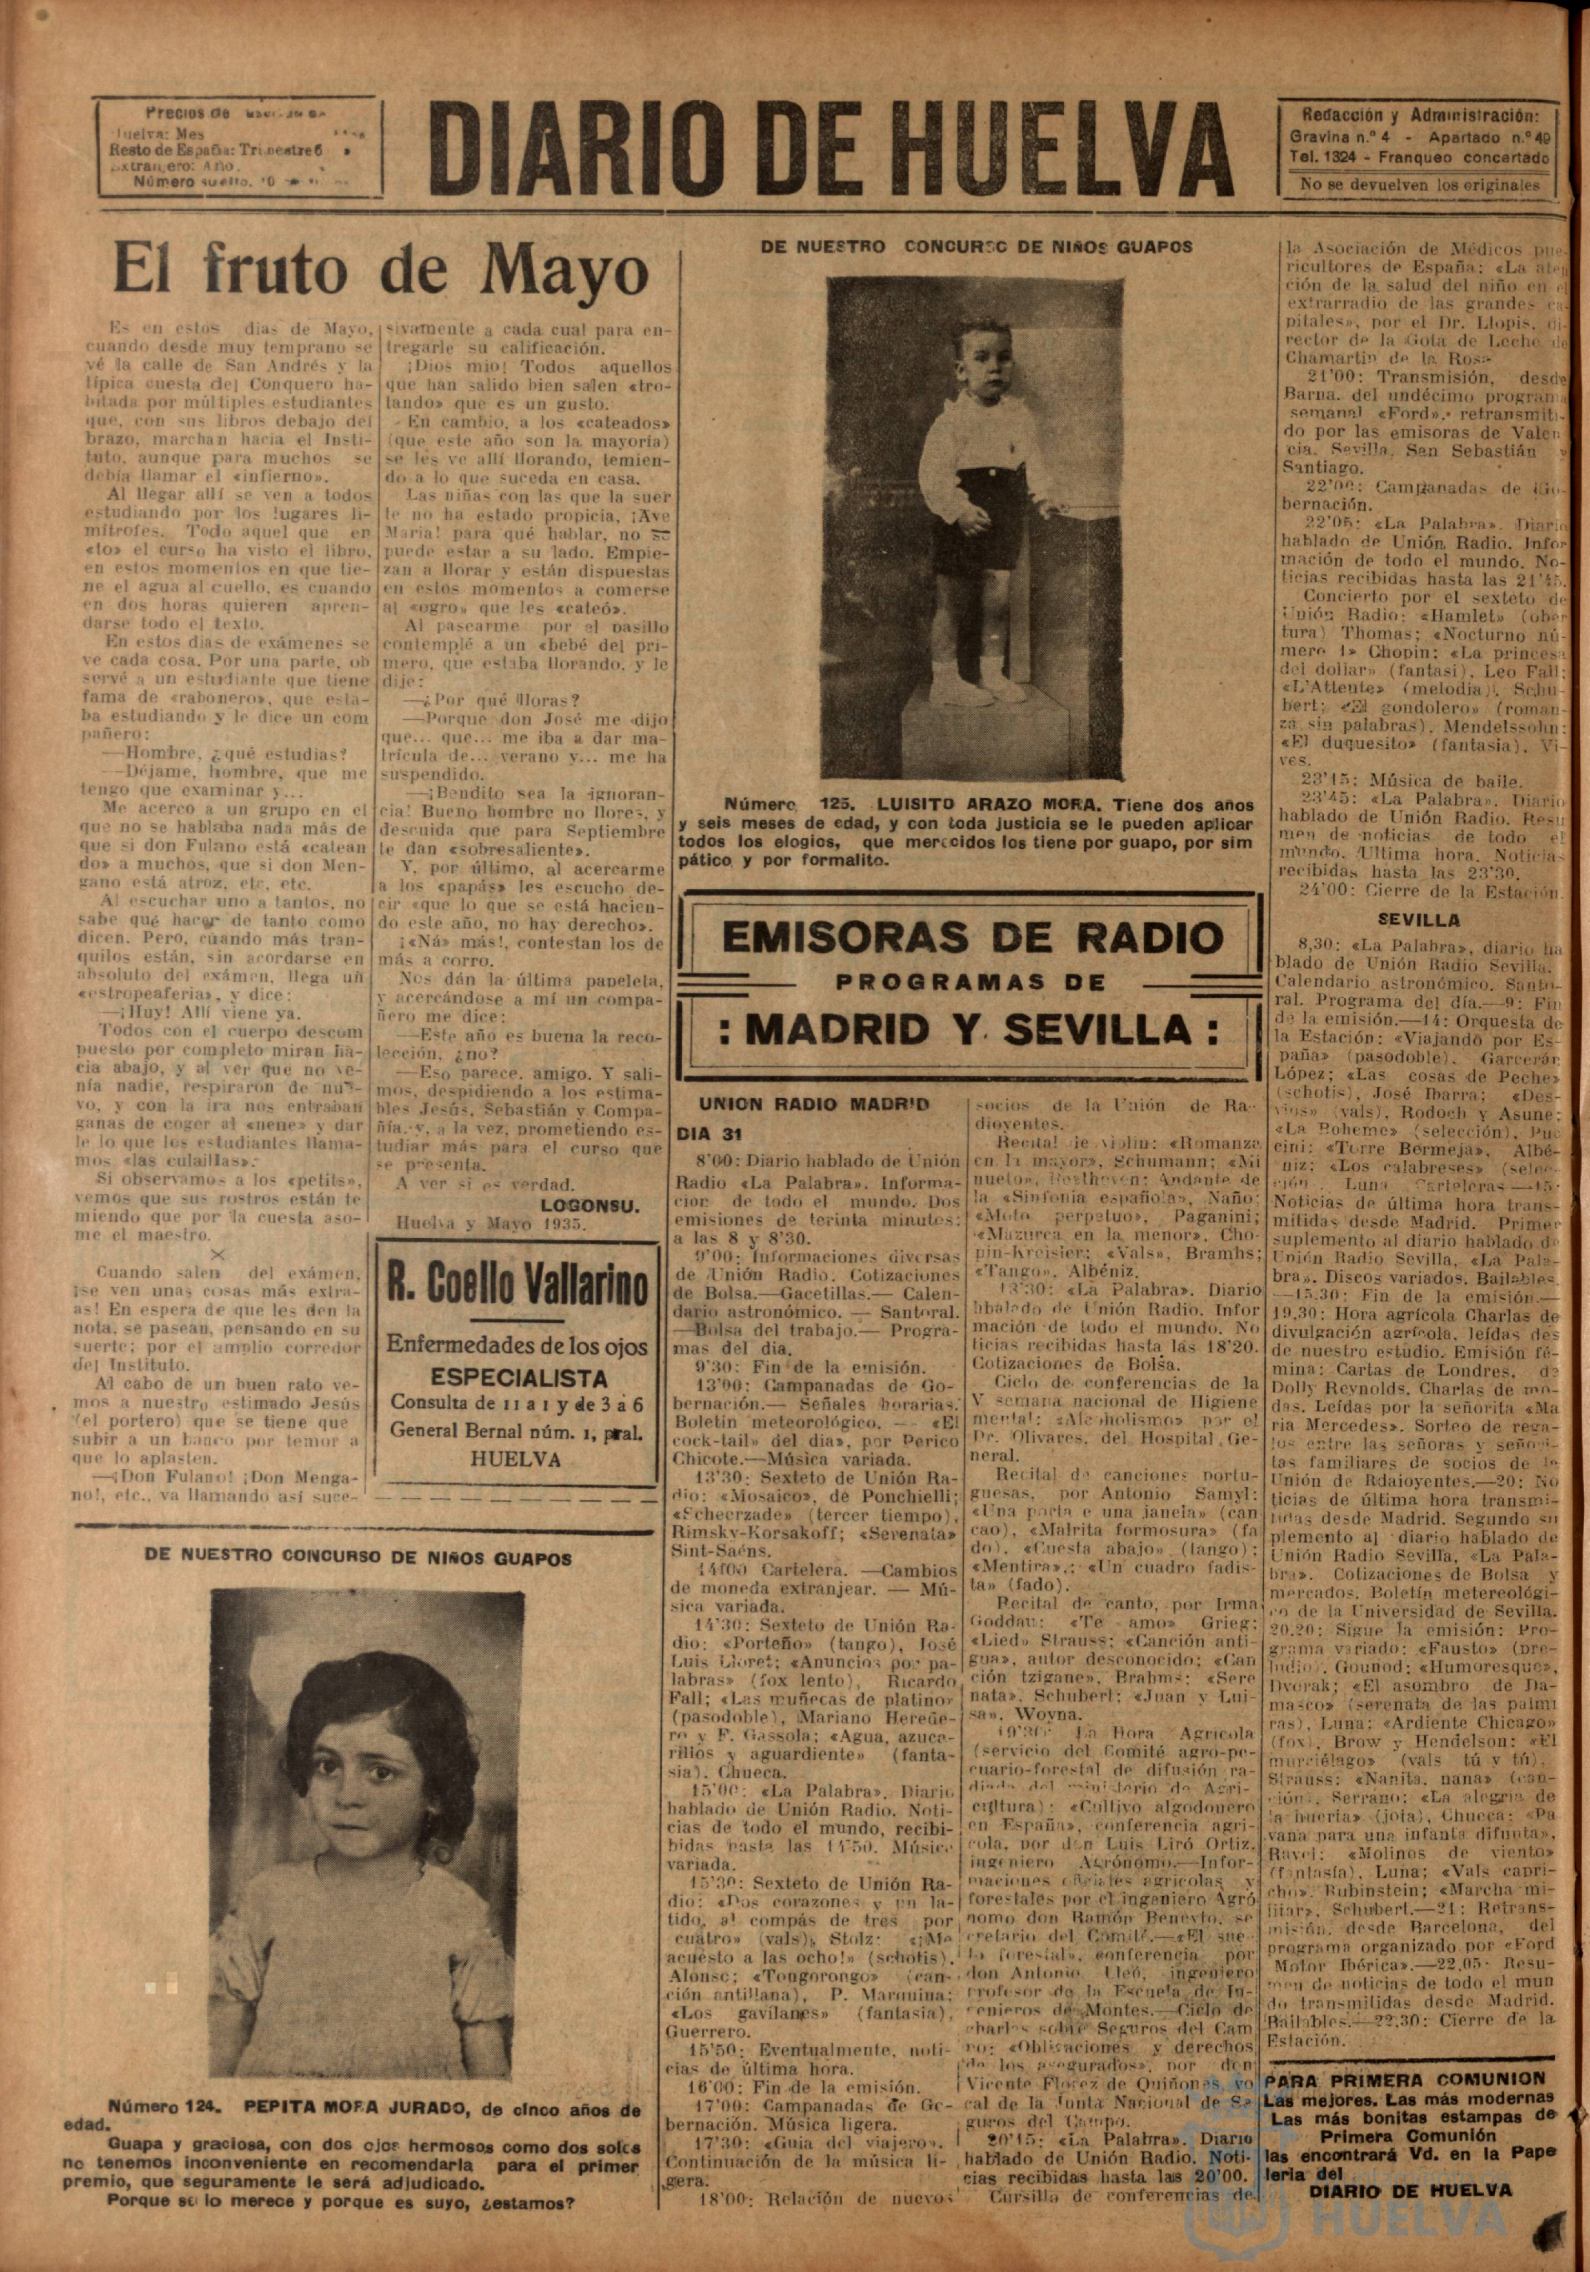 Precios de
Huelva: Mes
Resto de España: Trimestre 6
Extranjero: Año
Número suelto. 10
DIARIO DE HUELVA
Redacción y Administración:
Gravina n.º 4 - Apartado n.º 49
Tel. 1324 - Franqueo concertado
No se devuelven los originales
El fruto de Mayo
Es en estos dias de Mayo,
cuando desde muy temprano se
vé la calle de San Andrés y la
típica cuesta del Conquero ha-
bitada por múltiples estudiantes
que, con sus libros debajo del
brazo, marchan hacia el Insti-
tuto, aunque para muchos se
debía llamar el «infierno».
Al llegar allí se ven a todos
estudiando por los lugares li-
mítrofes. Todo aquel que en
«to» el curso ha visto el libro,
en estos momentos en que tie-
ne el agua al cuello, es cuando
en dos horas quieren apren-
darse todo el texto.
En estos dias de exámenes se
ve cada cosa. Por una parte, ob
servé a un estudiante que tiene
fama de «rabonero», que esta-
ba estudiando y le dice un com
pañero:
—Hombre, ¿qué estudias?
—Déjame, hombre, que me
tengo que examinar y...
Me acerco a un grupo en el
que no se hablaba nada más de
que si don Fulano está «catean
do» a muchos, que si don Men-
gano está atroz, etc, etc.
Al escuchar uno a tantos, no
sabe qué hacer de tanto como
dicen. Pero, cuando más tran-
quilos están, sin acordarse en
absoluto del exámen, llega un
«estropeaferia», y dice:
—¡Huy! Allí viene ya.
Todos con el cuerpo descom
puesto por completo miran ha-
cia abajo, y al ver que no ve-
nía nadie, respiraron de nue-
vo, y con la ira nos entraban
ganas de coger al «nene» y dar
le lo que los estudiantes llama-
mos «las culaillas».
Si observamos a los «petits»,
vemos que sus rostros están te
miendo que por la cuesta aso-
me el maestro.
×
Cuando salen del exámen,
¡se ven unas cosas más extra-
as! En espera de que les den la
nota, se pasean, pensando en su
suerte; por el amplio corredor
del Instituto.
Al cabo de un buen rato ve-
mos a nuestro estimado Jesús
(el portero) que se tiene que
subir a un banco por temor a
que lo aplasten.
—¡Don Fulano! ¡Don Menga-
no!, etc., va llamando así suce-
sivamente a cada cual para en-
tregarle su calificación.
¡Dios mio! Todos aquellos
que han salido bien salen «tro-
tando» que es un gusto.
En cambio, a los «cateados»
(que este año son la mayoría)
se les ve allí llorando, temien-
do a lo que suceda en casa.
Las niñas con las que la suer
te no ha estado propicia, ¡Ave
María! para qué hablar, no se
puede estar a su lado. Empie-
zan a llorar y están dispuestas
en estos momentos a comerse
al «ogro» que les «cateó».
Al pasearme por el pasillo
contemplé a un «bebé del pri-
mero, que estaba llorando, y le
dije:
—¿Por qué lloras?
—Porque don José me dijo
que... que... me iba a dar ma-
trícula de... verano y... me ha
suspendido.
—¡Bendito sea la ignoran-
cia! Bueno hombre no llores, y
descuida que para Septiembre
te dan «sobresaliente».
Y, por último, al acercarme
a los «papás» les escucho de-
cir «que lo que se está hacien-
do este año, no hay derecho».
¡«Ná» más!, contestan los de
más a corro.
Nos dán la última papeleta,
y acercándose a mí un compa-
ñero me dice:
—Este año es buena la reco-
lección, ¿no?
—Eso parece. amigo. Y sali-
mos, despidiendo a los estima-
bles Jesús, Sebastián y Compa-
ñía, y, a la vez, prometiendo es-
tudiar más para el curso que
se presenta.
A ver si es verdad.
LOGONSU.
Huelva y Mayo 1935.
R. Coello Vallarino
Enfermedades de los ojos
ESPECIALISTA
Consulta de 11 a 1 y de 3 a 6
General Bernal núm. 1, pral.
HUELVA
DE NUESTRO CONCURSO DE NIÑOS GUAPOS
Número 124. PEPITA MORA JURADO, de cinco años de
edad.
Guapa y graciosa, con dos ojos hermosos como dos soles
no tenemos inconveniente en recomendarla para el primer
premio, que seguramente le será adjudicado.
Porque se lo merece y porque es suyo, ¿estamos?
DE NUESTRO CONCURSO DE NIÑOS GUAPOS
Número 125. LUISITO ARAZO MORA. Tiene dos años
y seis meses de edad, y con toda justicia se le pueden aplicar
todos los elogios, que merecidos los tiene por guapo, por sim
pático y por formalito.
EMISORAS DE RADIO
PROGRAMAS DE
: MADRID Y SEVILLA :
UNION RADIO MADRID
DIA 31
8'00: Diario hablado de Unión
Radio «La Palabra». Informa-
cior de todo el mundo. Dos
emisiones de terinta minutes:
a las 8 y 8'30.
9'00: Informaciones diversas
de Unión Radio. Cotizaciones
de Bolsa.—Gacetillas.— Calen-
dario astronómico. — Santoral.
—Bolsa del trabajo.— Progra-
mas del dia.
9'30: Fin de la emisión.
13'00: Campanadas de Go-
bernación.— Señales horarias.
Boletín meteorológico. — «El
cock-tail» del dia», por Perico
Chicote.—Música variada.
13'30: Sexteto de Unión Ra-
dio: «Mosaico», de Ponchielli;
«Scheerzade» (tercer tiempo),
Rimsky-Korsakoff; «Serenata»
Sint-Saéns.
14'00 Cartelera. —Cambios
de moneda extranjear. — Mú-
sica variada.
14'30: Sexteto de Unión Ra-
dio: «Porteño» (tango), José
Luis Lloret; «Anuncios por pa-
labras» (fox lento), Ricardo
Fall; «Las muñecas de platino»
(pasodoble), Mariano Herede-
ro y F. Gassola; «Agua, azuca-
rillos y aguardiente» (fanta-
sia). Chueca.
15'00: «La Palabra». Diario
hablado de Unión Radio. Noti-
cias de todo el mundo, recibi-
bidas hasta las 14'50. Música
variada.
15'30: Sexteto de Unión Ra-
dio: «Dos corazones y un la-
tido, al compás de tres por
cuatro» (vals), Stolz: «¡Me
acuesto a las ocho!» (schotis),
Alonso; «Tongorongo» (can-
ción antillana), P. Marquina;
«Los gavilanes» (fantasia),
Guerrero.
15'50: Eventualmente, noti-
cias de última hora.
16'00: Fin de la emisión.
17'00: Campanadas de Go-
bernación. Música ligera.
17'30: «Guia del viajero».
Continuación de la música li-
gera.
18'00: Relación de nuevos
socios de la Unión de Ra-
dioyentes.
Recital de violin: «Romanza
en la mayor», Schumann; «Mi
nueto», Beethoven; Andante de
la «Sinfonia española», Naño;
«Moto perpetuo», Paganini;
«Mazurca en la menor», Cho-
pin-Kreisler; «Vals», Bramhs;
«Tango», Albéniz.
18'30: «La Palabra». Diario
hbalado de Unión Radio. Infor
mación de todo el mundo. No
ticias recibidas hasta las 18'20.
Cotizaciones de Bolsa.
Ciclo de conferencias de la
V semana nacional de Higiene
mental: «Alcoholismo» por el
Dr. Olivares, del Hospital Ge-
neral.
Recital de canciones portu-
guesas, por Antonio Samyl:
«Una porta e una janela» (can
cao), «Malrita formosura» (fa
do), «Cuesta abajo» (tango);
«Mentira»,; «Un cuadro fadis-
ta» (fado).
Recital de canto, por Irma
Goddau: «Te amo» Grieg;
«Lied» Strauss; «Canción anti-
gua», autor desconocido; «Can
ción tzigane», Brahms; «Sere
nata», Schubert; «Juan y Lui-
sa», Woyna.
19'30: La Hora Agrícola
(servicio del Comité agro-pe-
cuario-forestal de difusión ra-
diada del ministerio de Agri-
cultura): «Cultivo algodonero
en España», conferencia agri-
cola, por don Luis Liró Ortiz,
ingeniero Agrónomo.—Infor-
maciones oficiales agricolas y
forestales por el ingeniero Agró
nomo don Ramón Beneyto, se
cretario del Comité.—«El sue
lo forestal», conferencia por
don Antonio Lleó, ingeniero
profesor de la Escuela de In-
genieros de Montes.—Ciclo de
charlas sobre Seguros del Cam
po: «Obligaciones y derechos
de los asegurados», por don
Vicente Florez de Quiñones, vo
cal de la Junta Nacional de Se
guros del Campo.
20'15: «La Palabra». Diario
hablado de Unión Radio. Noti-
cias recibidas hasta las 20'00.
Cursilla de conferencias de
la Asociación de Médicos pue-
ricultores de España: «La aten
ción de la salud del niño en el
extrarradio de las grandes ca-
pitales», por el Dr. Llopis, di-
rector de la Gota de Leche de
Chamartin de la Rosa
21'00: Transmisión, desde
Barna. del undécimo programa
semanal «Ford», retransmiti-
do por las emisoras de Valen
cia, Sevilla, San Sebastián y
Santiago.
22'00: Campanadas de Go-
bernación.
22'05: «La Palabra». Diario
hablado de Unión Radio. Infor
mación de todo el mundo. No-
ticias recibidas hasta las 21'45.
Concierto por el sexteto de
Unión Radio: «Hamlet» (ober
tura) Thomas; «Nocturno nú-
mero 1» Chopin; «La princesa
del dollar» (fantasi), Leo Fall;
«L'Attente» (melodia), Schu-
bert; «El gondolero» (roman-
za sin palabras), Mendelssohn;
«El duquesito» (fantasia), Vi-
ves.
23'15: Música de baile.
23'45: «La Palabra». Diario
hablado de Unión Radio. Resu
men de noticias de todo el
mundo. Ultima hora. Noticias
recibidas hasta las 23'30.
24'00: Cierre de la Estación.
SEVILLA
8,30: «La Palabra», diario ha
blado de Unión Radio Sevilla.
Calendario astronómico. Santo-
ral. Programa del día.—9: Fin
de la emisión.—14: Orquesta de
la Estación: «Viajando por Es-
paña» (pasodoble), Garcerán
López; «Las cosas de Peche»
(schotis), José Ibarra; «Des-
víos» (vals), Rodoch y Asune;
«La Boheme» (selección), Puc
cini; «Torre Bermeja», Albé-
niz; «Los calabreses» (selec-
ción), Luna Carteleras.—15:
Noticias de última hora trans-
mitidas desde Madrid. Primer
suplemento al diario hablado de
Unión Radio Sevilla, «La Pala-
bra». Discos variados. Bailables.
—15.30: Fin de la emisión.—
19,30: Hora agrícola Charlas de
divulgación agrícola, leídas des
de nuestro estudio. Emisión fé-
mina: Cartas de Londres, de
Dolly Reynolds. Charlas de mo-
das. Leídas por la señorita «Ma
ria Mercedes». Sorteo de rega-
los entre las señoras y señori-
tas familiares de socios de la
Unión de Rdaioyentes.—20: No
ticias de última hora transmi-
tidas desde Madrid. Segundo su
plemento al diario hablado de
Unión Radio Sevilla, «La Pala-
bra». Cotizaciones de Bolsa y
mercados. Boletín metereológi-
co de la Universidad de Sevilla.
20.20: Sigue la emisión: Pro-
grama variado: «Fausto» (pre-
ludio), Gounod; «Humoresque»,
Dvorak; «El asombro de Da-
masco» (serenata de las palmi
ras), Luna; «Ardiente Chicago»
(fox), Brow y Hendelson; «El
murciélago» (vals tú y tú),
Strauss; «Nanita, nana» (can-
ción), Serrano; «La alegría de
la huerta» (jota), Chueca; «Pa
vana para una infanta difunta»,
Ravel; «Molinos de viento»
(fantasía), Luna; «Vals capri-
cho», Rubinstein; «Marcha mi-
litar», Schubert.—21: Retrans-
misión, desde Barcelona, del
programa organizado por «Ford
Motor Ibérica».—22,05: Resu-
men de noticias de todo el mun
do transmitidas desde Madrid.
Bailables.—22,30: Cierre de la
Estación.
PARA PRIMERA COMUNION
Las mejores. Las más modernas
Las más bonitas estampas de
Primera Comunión
las encontrará Vd. en la Pape
lería del
DIARIO DE HUELVA
HUELVA